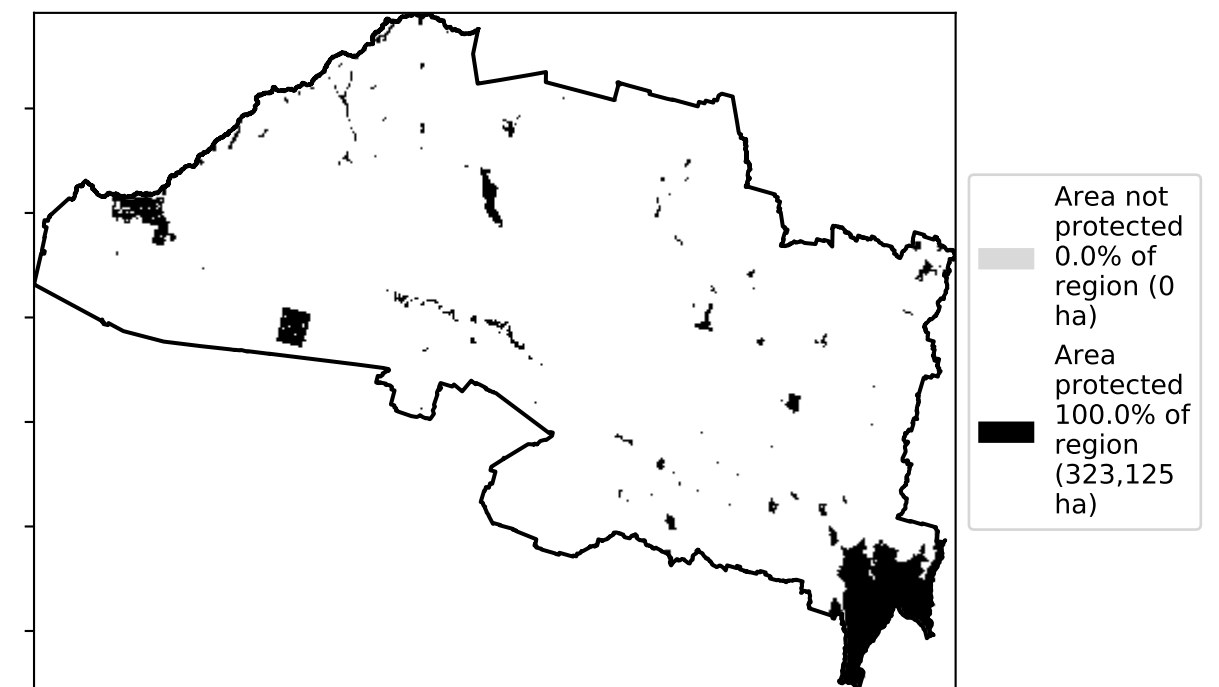 Area not
protected
0.0% of
region (0
ha)
Area
protected
100.0% of
region
(323,125
ha)